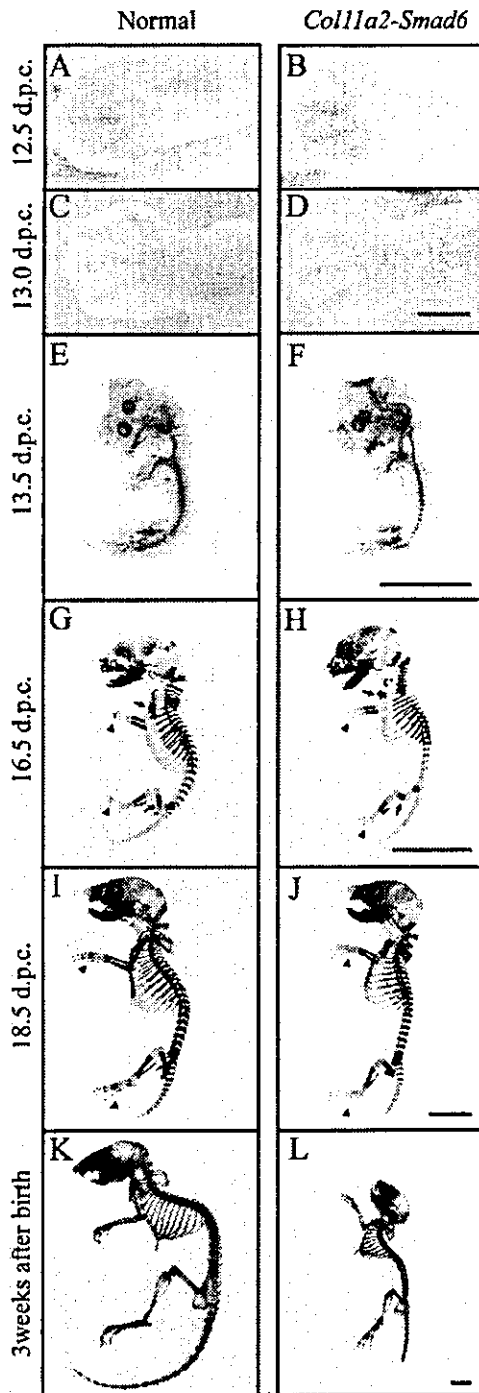 Normal Col11a2-Smad6
12.5 d.p.c.
A B
13.0 d.p.c.
C D
13.5 d.p.c.
E F
16.5 d.p.c.
G H
18.5 d.p.c.
I J
3weeks after birth
K L